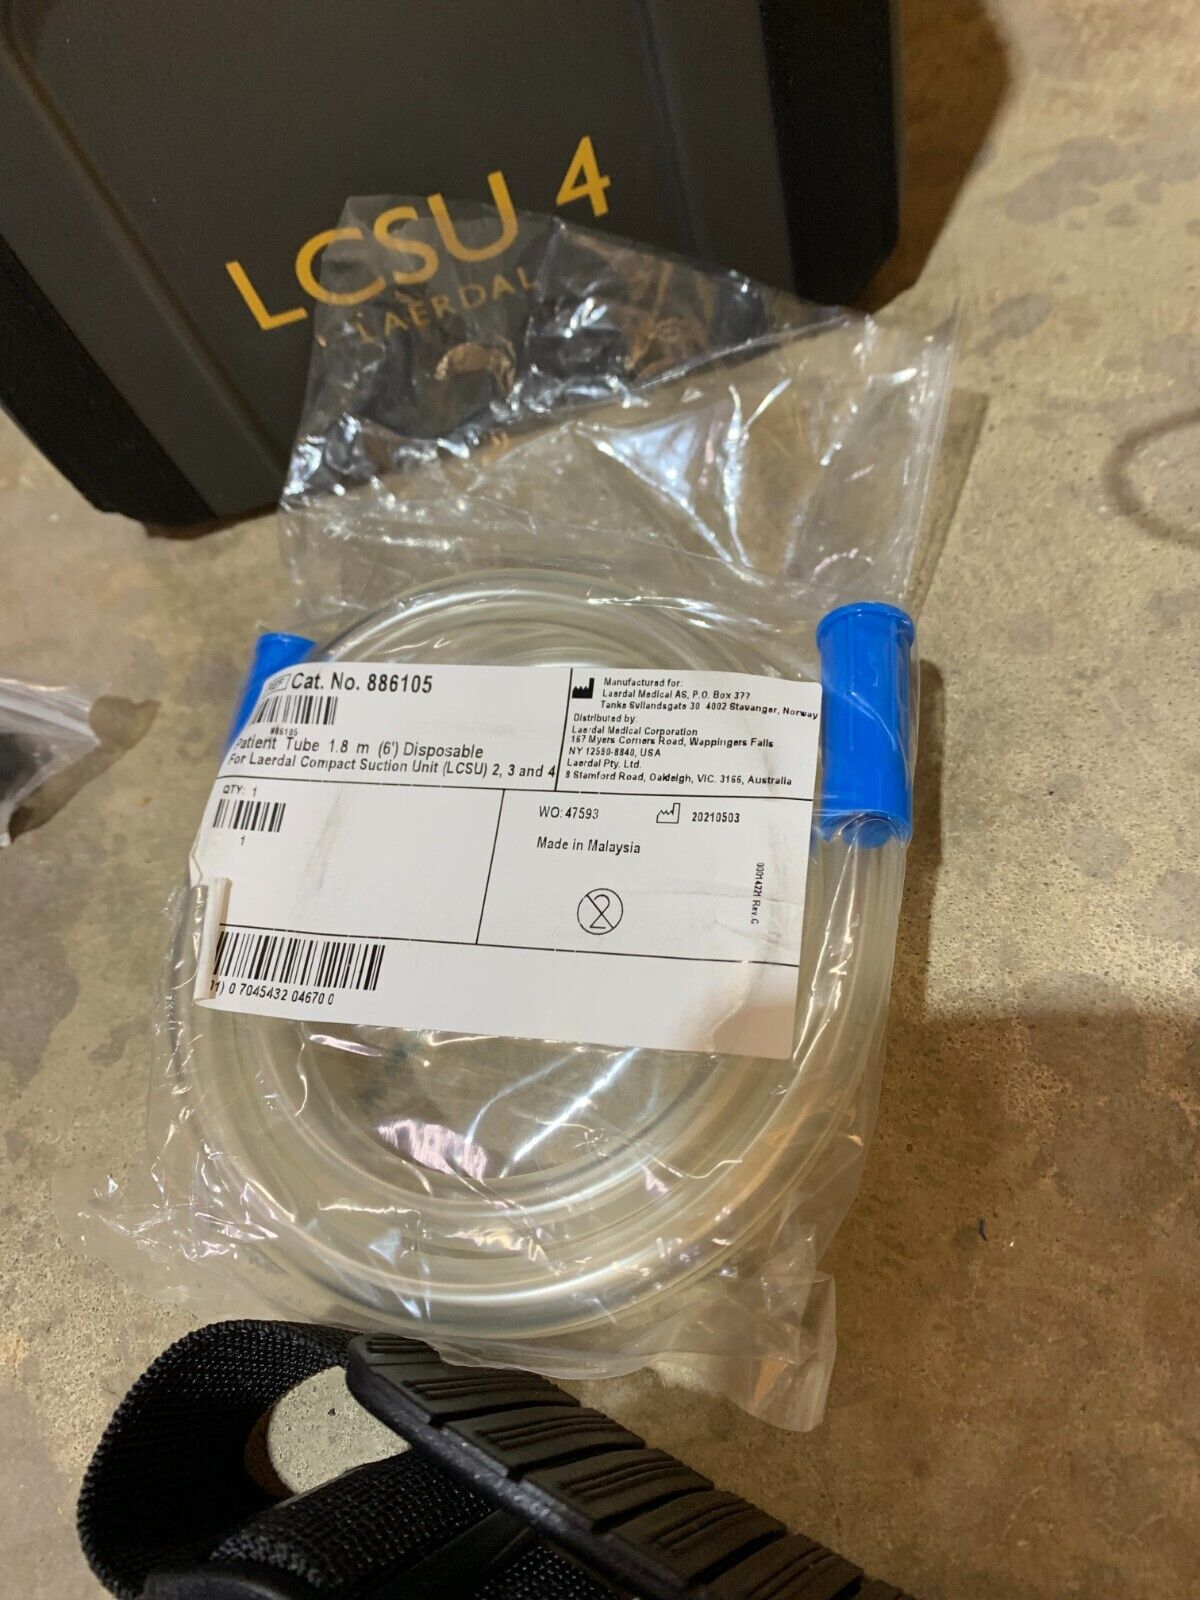 LCSU 4
LAERDAL
REF Cat. No. 886105
886105
Patient Tube 1.8 m (6') Disposable
For Laerdal Compact Suction Unit (LCSU) 2, 3 and 4
Manufactured for:
Laerdal Medical AS, P.O. Box 377
Tanke Svilandsgate 30 4002 Stavanger, Norway
Distributed by:
Laerdal Medical Corporation
167 Myers Corners Road, Wappingers Falls
NY 12590-8840, USA
Laerdal Pty. Ltd.
8 Stamford Road, Oakleigh, VIC. 3166, Australia
QTY: 1
1
WO: 47593
20210503
Made in Malaysia
2
00014221 Rev.C
01) 0 7045432 04670 0